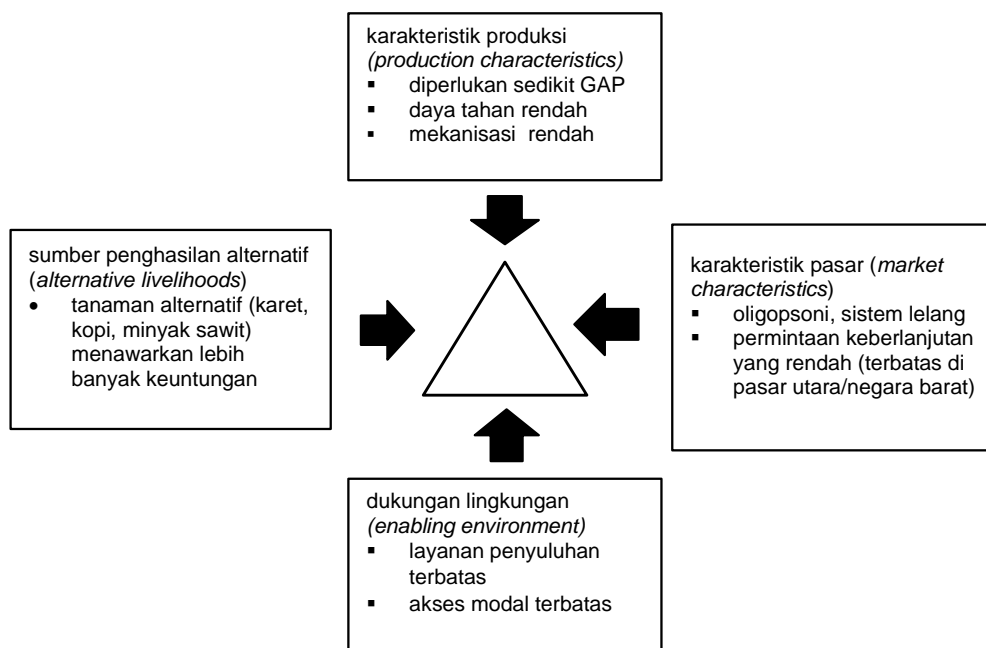 karakteristik produksi
(production characteristics)
▪ diperlukan sedikit GAP
▪ daya tahan rendah
▪ mekanisasi rendah
sumber penghasilan alternatif
(alternative livelihoods)
• tanaman alternatif (karet,
kopi, minyak sawit)
menawarkan lebih
banyak keuntungan
karakteristik pasar (market
characteristics)
▪ oligopsoni, sistem lelang
▪ permintaan keberlanjutan
yang rendah (terbatas di
pasar utara/negara barat)
dukungan lingkungan
(enabling environment)
▪ layanan penyuluhan
terbatas
▪ akses modal terbatas